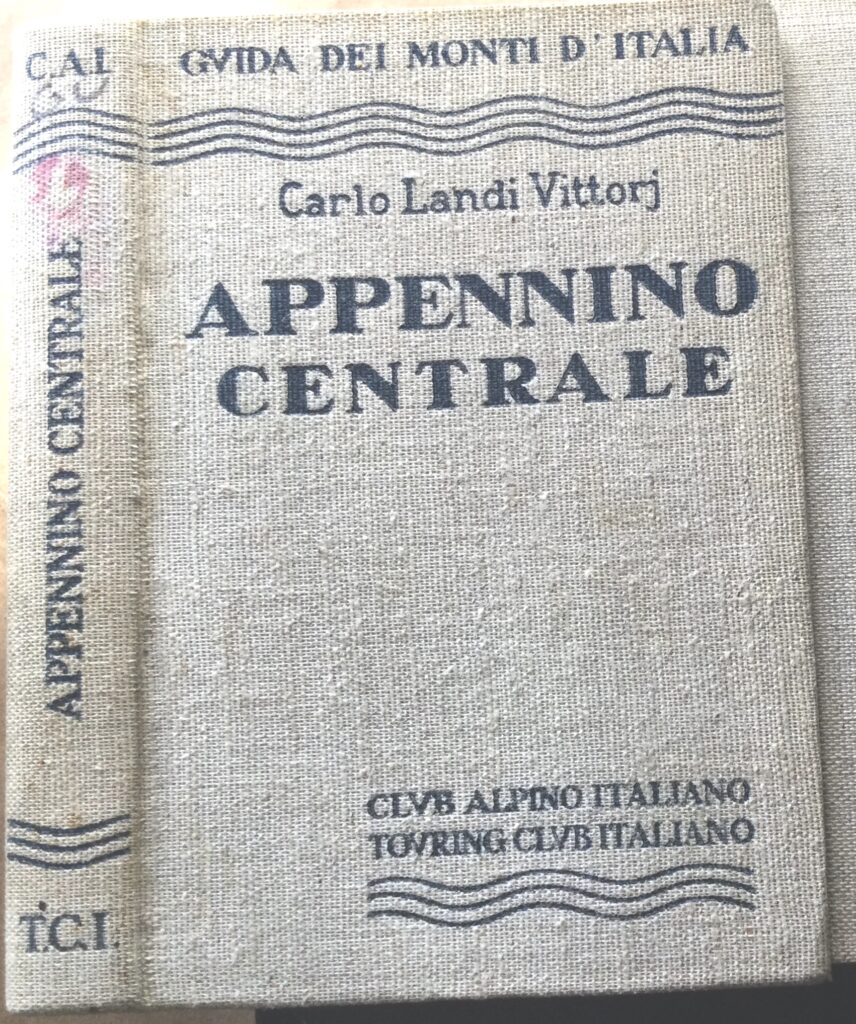 C.A.I.
APPENNINO CENTRALE
T.C.I.
GVIDA DEI MONTI D'ITALIA
Carlo Landi Vittorj
APPENNINO
CENTRALE
CLVB ALPINO ITALIANO
TOVRING CLVB ITALIANO